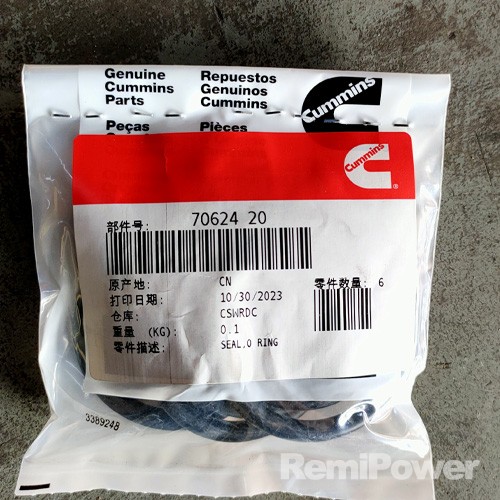 Genuine
Cummins
Parts
Repuestos
Genuinos
Cummins
Cummins
Peças
Pièces
Cummins
®
部件号: 70624 20
原产地: CN
零件数量: 6
打印日期: 10/30/2023
仓库: CSWRDC
重量 (KG): 0.1
零件描述: SEAL,O RING
3389248
RemiPower